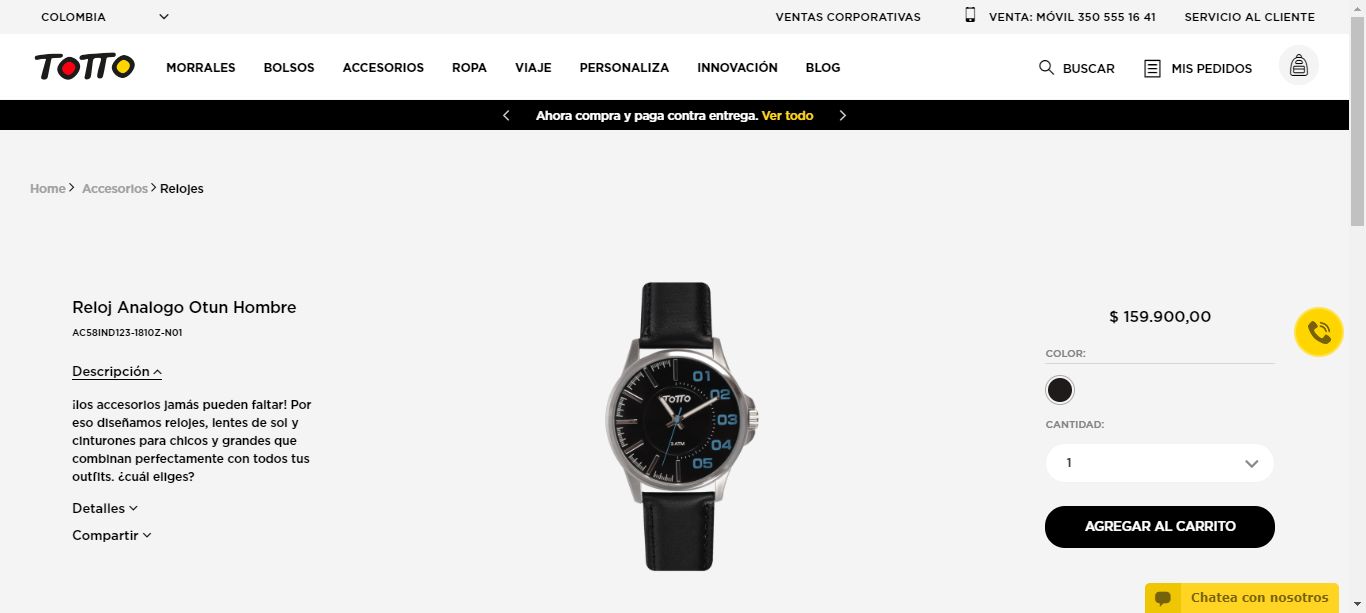 COLOMBIA
VENTAS CORPORATIVAS
VENTA: MÓVIL 350 555 16 41
SERVICIO AL CLIENTE
TOTTO
MORRALES
BOLSOS
ACCESORIOS
ROPA
VIAJE
PERSONALIZA
INNOVACIÓN
BLOG
BUSCAR
MIS PEDIDOS
Ahora compra y paga contra entrega. Ver todo
Home
Accesorios
Relojes
Reloj Analogo Otun Hombre
AC58IND123-1810Z-N01
Descripción
¡los accesorios jamás pueden faltar! Por
eso diseñamos relojes, lentes de sol y
cinturones para chicos y grandes que
combinan perfectamente con todos tus
outfits. ¿cuál eliges?
Detalles
Compartir
01
02
03
04
05
TOTTO
3 ATM
$ 159.900,00
COLOR:
CANTIDAD:
1
AGREGAR AL CARRITO
Chatea con nosotros